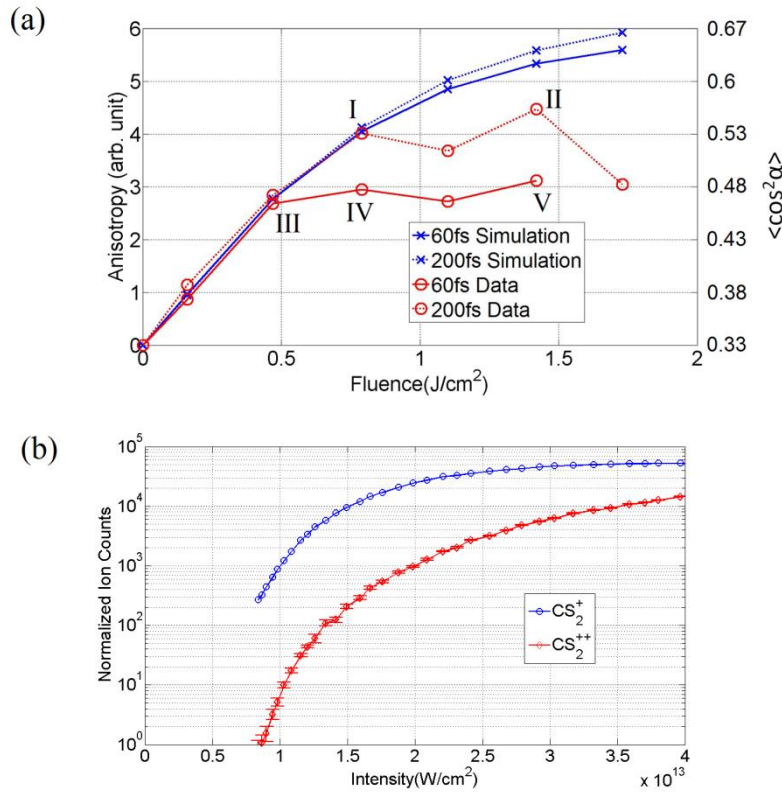 (a)
6
5
4
3
2
1
0
Anisotropy (arb. unit)
0.67
0.6
0.53
0.48
0.43
0.38
0.33
<cos²α>
I
II
III
IV
V
60fs Simulation
200fs Simulation
60fs Data
200fs Data
0 0.5 1 1.5 2
Fluence(J/cm²)
(b)
10⁵
10⁴
10³
10²
10¹
10⁰
Normalized Ion Counts
CS₂⁺
CS₂⁺⁺
0 0.5 1 1.5 2 2.5 3 3.5 4
x 10¹³
Intensity(W/cm²)